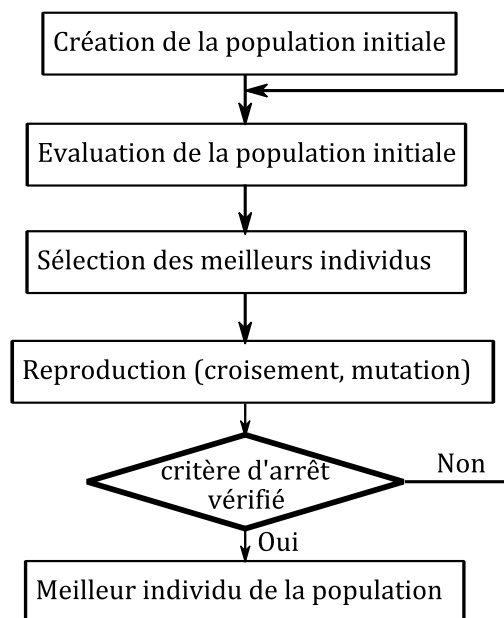 Création de la population initiale
Evaluation de la population initiale
Sélection des meilleurs individus
Reproduction (croisement, mutation)
critère d'arrêt
vérifié
Non
Oui
Meilleur individu de la population